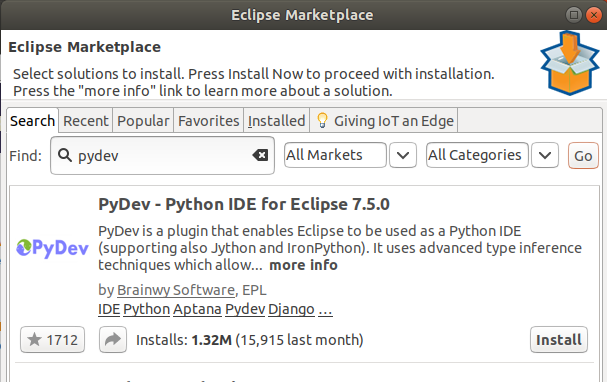 Eclipse Marketplace
Eclipse Marketplace
Select solutions to install. Press Install Now to proceed with installation.
Press the "more info" link to learn more about a solution.
Search Recent Popular Favorites Installed Giving IoT an Edge
Find: pydev All Markets All Categories Go
PyDev - Python IDE for Eclipse 7.5.0
PyDev is a plugin that enables Eclipse to be used as a Python IDE
PyDev
(supporting also Jython and IronPython). It uses advanced type inference
techniques which allow... more info
by Brainwy Software, EPL
IDE Python Aptana Pydev Django ...
1712 Installs: 1.32M (15,915 last month) Install